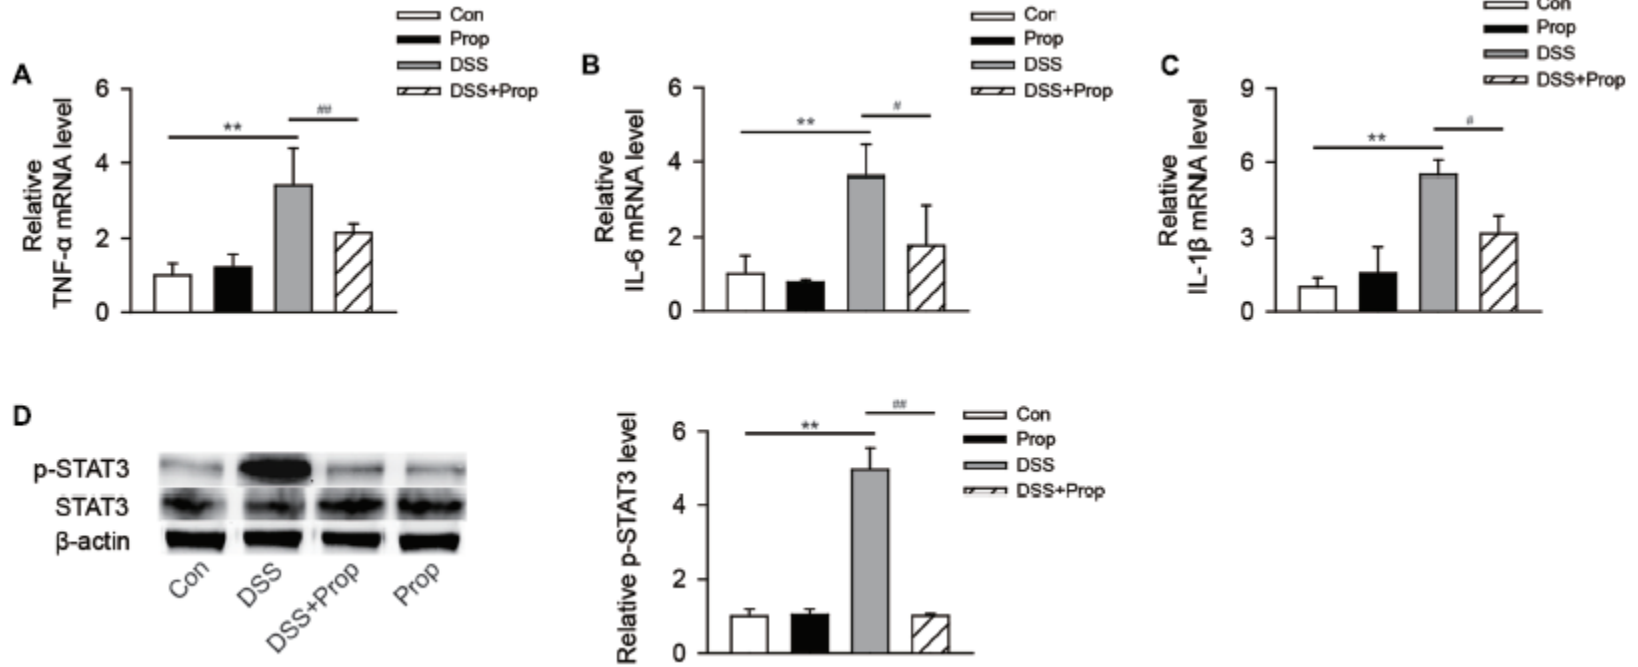 A
Con
Prop
DSS
DSS+Prop
Relative
TNF-α mRNA level
6
4
2
0
**
##
B
Con
Prop
DSS
DSS+Prop
Relative
IL-6 mRNA level
6
4
2
0
**
#
C
Con
Prop
DSS
DSS+Prop
Relative
IL-1β mRNA level
9
6
3
0
**
#
D
p-STAT3
STAT3
β-actin
Con
DSS
DSS+Prop
Prop
Relative p-STAT3 level
6
4
2
0
**
##
Con
Prop
DSS
DSS+Prop